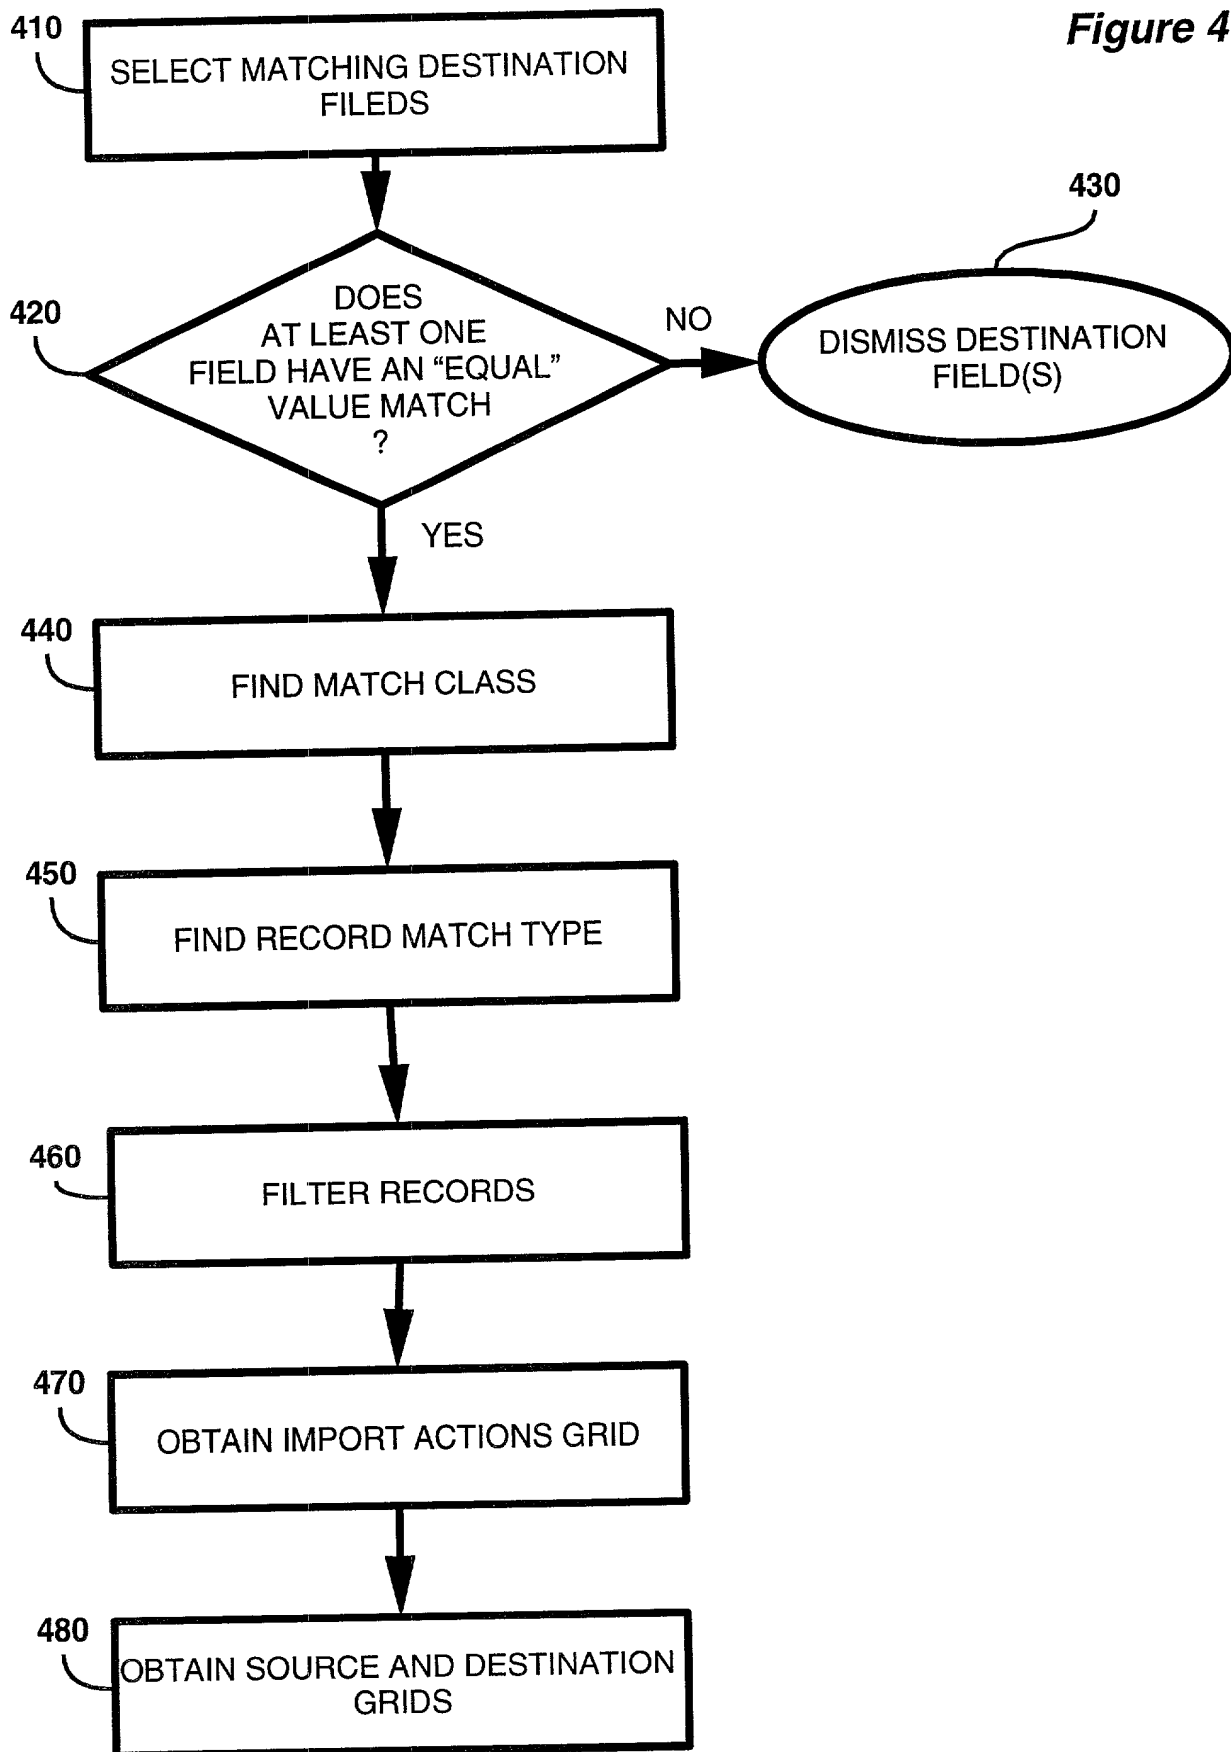 Figure 4
410
SELECT MATCHING DESTINATION
FILEDS
420
DOES
AT LEAST ONE
FIELD HAVE AN “EQUAL”
VALUE MATCH
?
NO
430
DISMISS DESTINATION
FIELD(S)
YES
440
FIND MATCH CLASS
450
FIND RECORD MATCH TYPE
460
FILTER RECORDS
470
OBTAIN IMPORT ACTIONS GRID
480
OBTAIN SOURCE AND DESTINATION
GRIDS